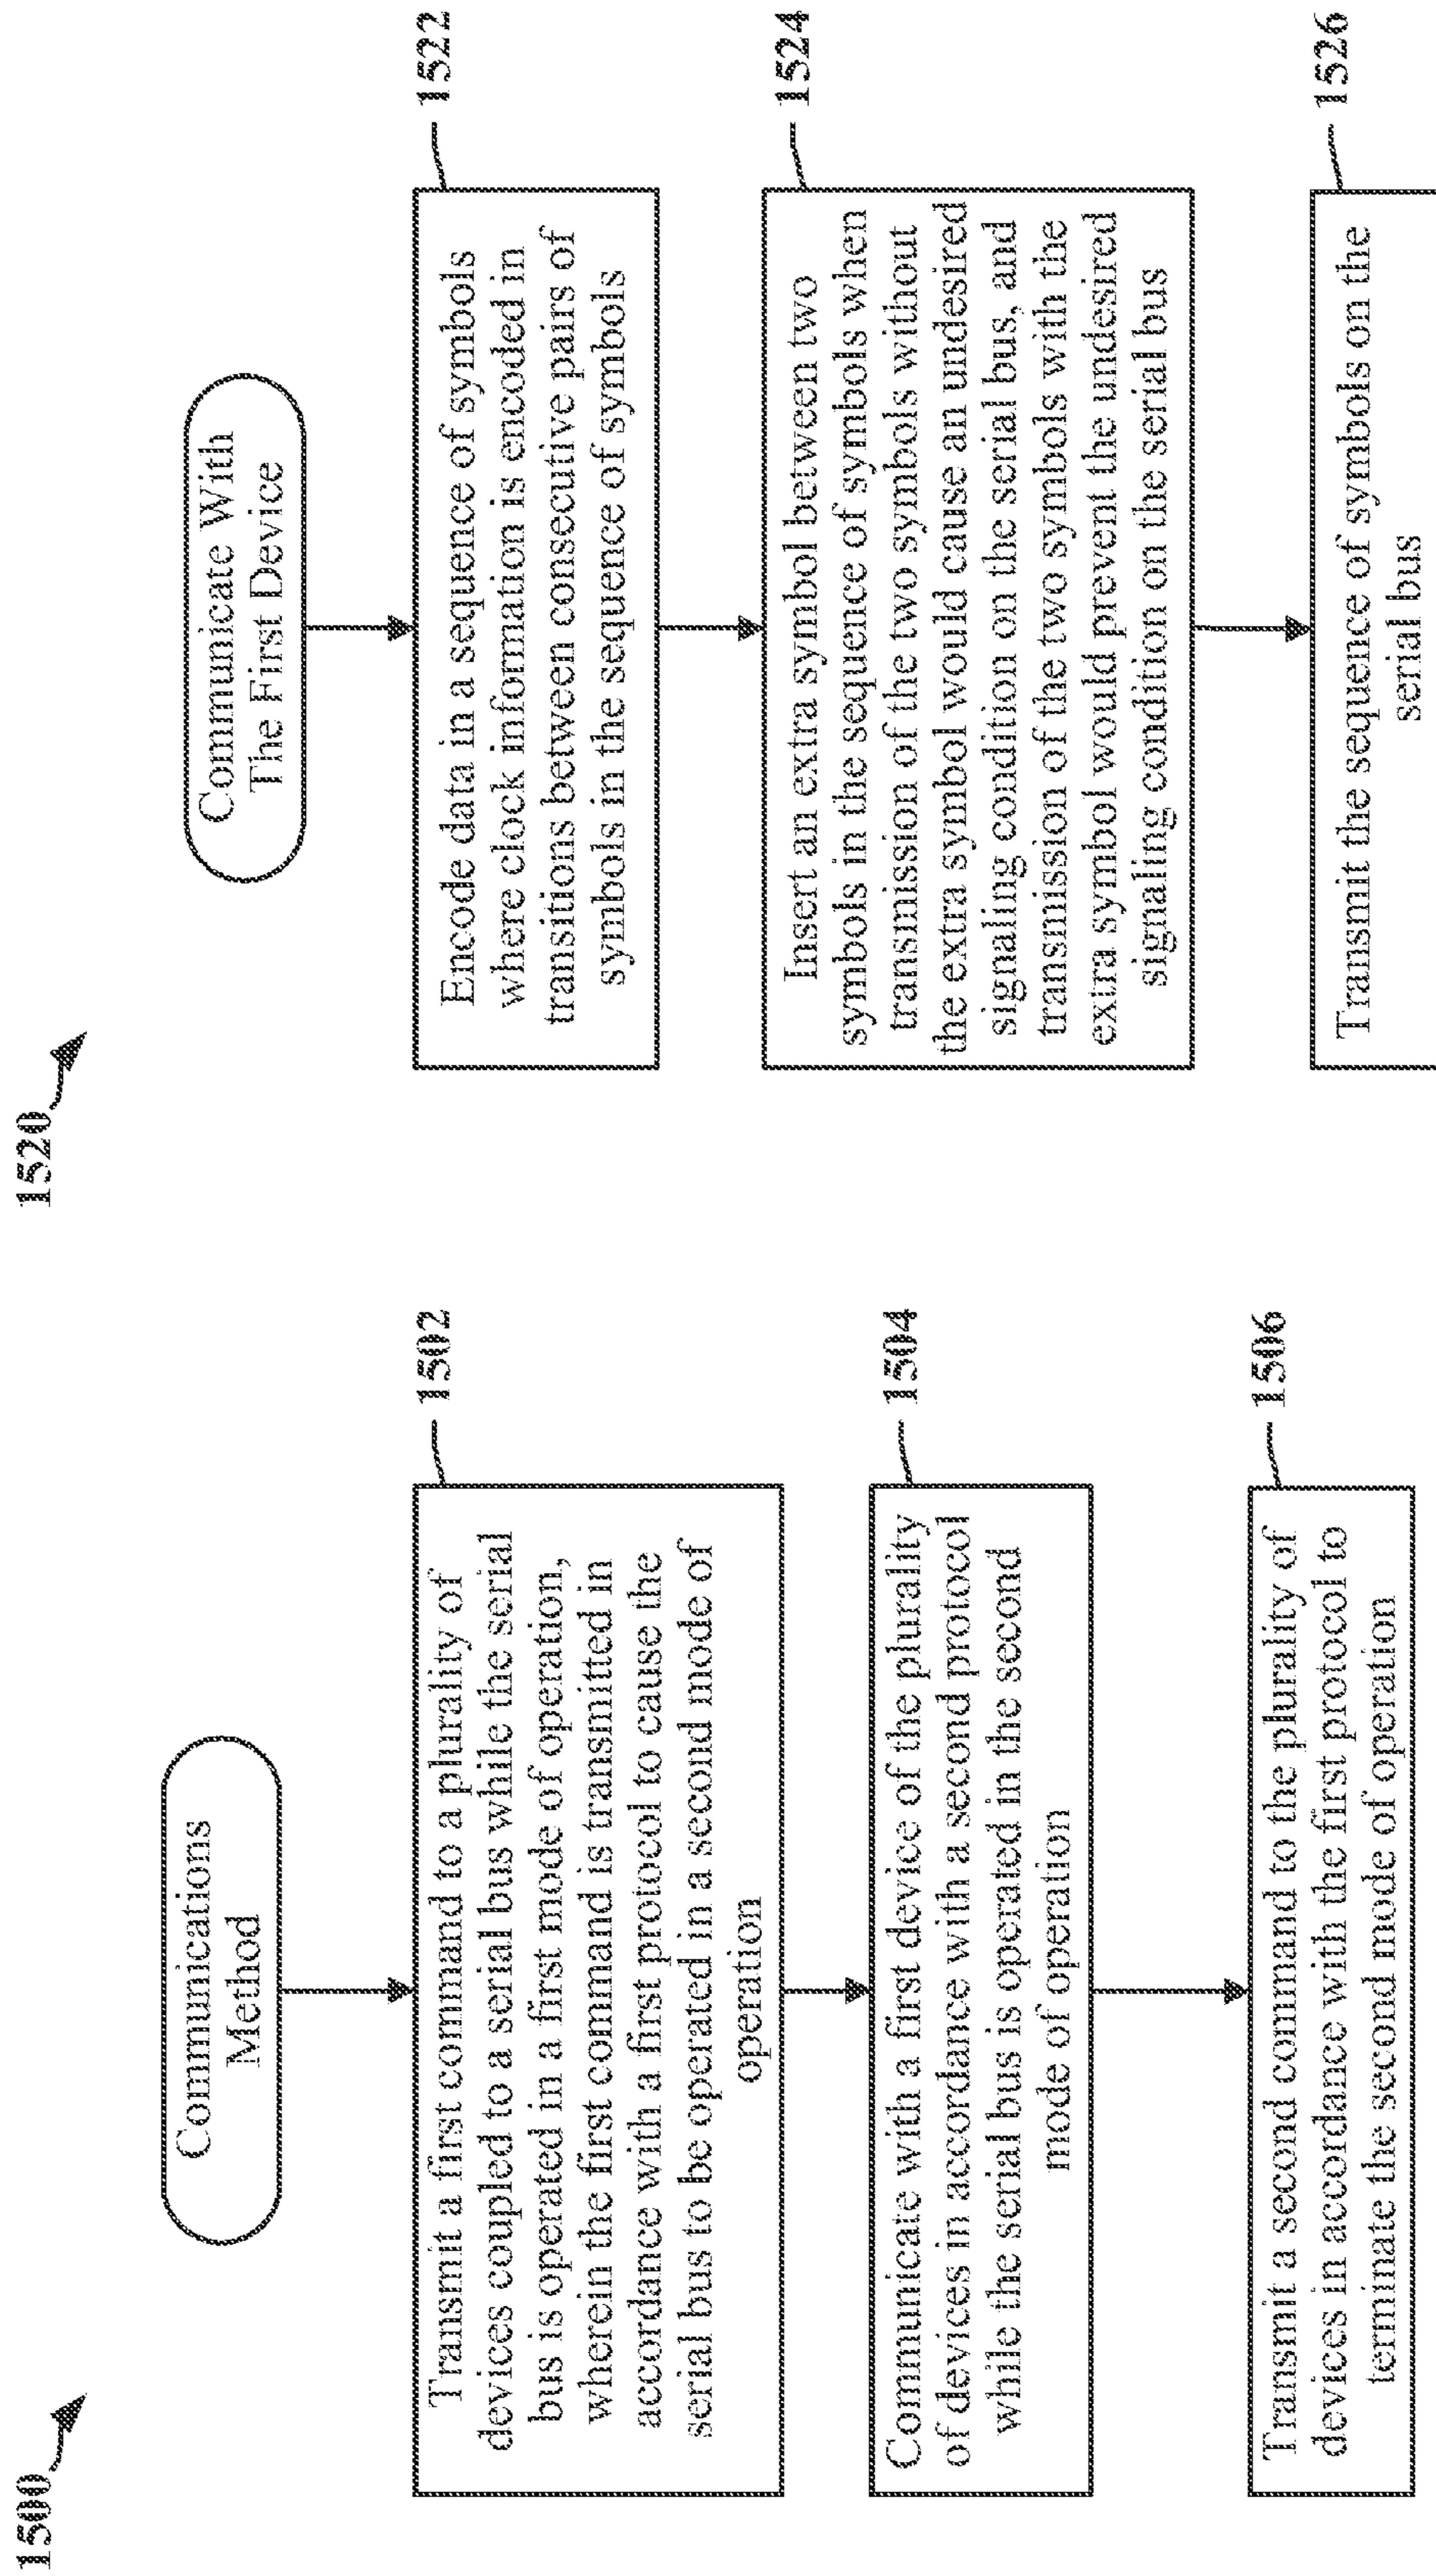 1500
Communications
Method
1502
Transmit a first command to a plurality of
devices coupled to a serial bus while the serial
bus is operated in a first mode of operation,
wherein the first command is transmitted in
accordance with a first protocol to cause the
serial bus to be operated in a second mode of
operation
1504
Communicate with a first device of the plurality
of devices in accordance with a second protocol
while the serial bus is operated in the second
mode of operation
1506
Transmit a second command to the plurality of
devices in accordance with the first protocol to
terminate the second mode of operation
1520
Communicate With
The First Device
1522
Encode data in a sequence of symbols
where clock information is encoded in
transitions between consecutive pairs of
symbols in the sequence of symbols
1524
Insert an extra symbol between two
symbols in the sequence of symbols when
transmission of the two symbols without
the extra symbol would cause an undesired
signaling condition on the serial bus, and
transmission of the two symbols with the
extra symbol would prevent the undesired
signaling condition on the serial bus
1526
Transmit the sequence of symbols on the
serial bus